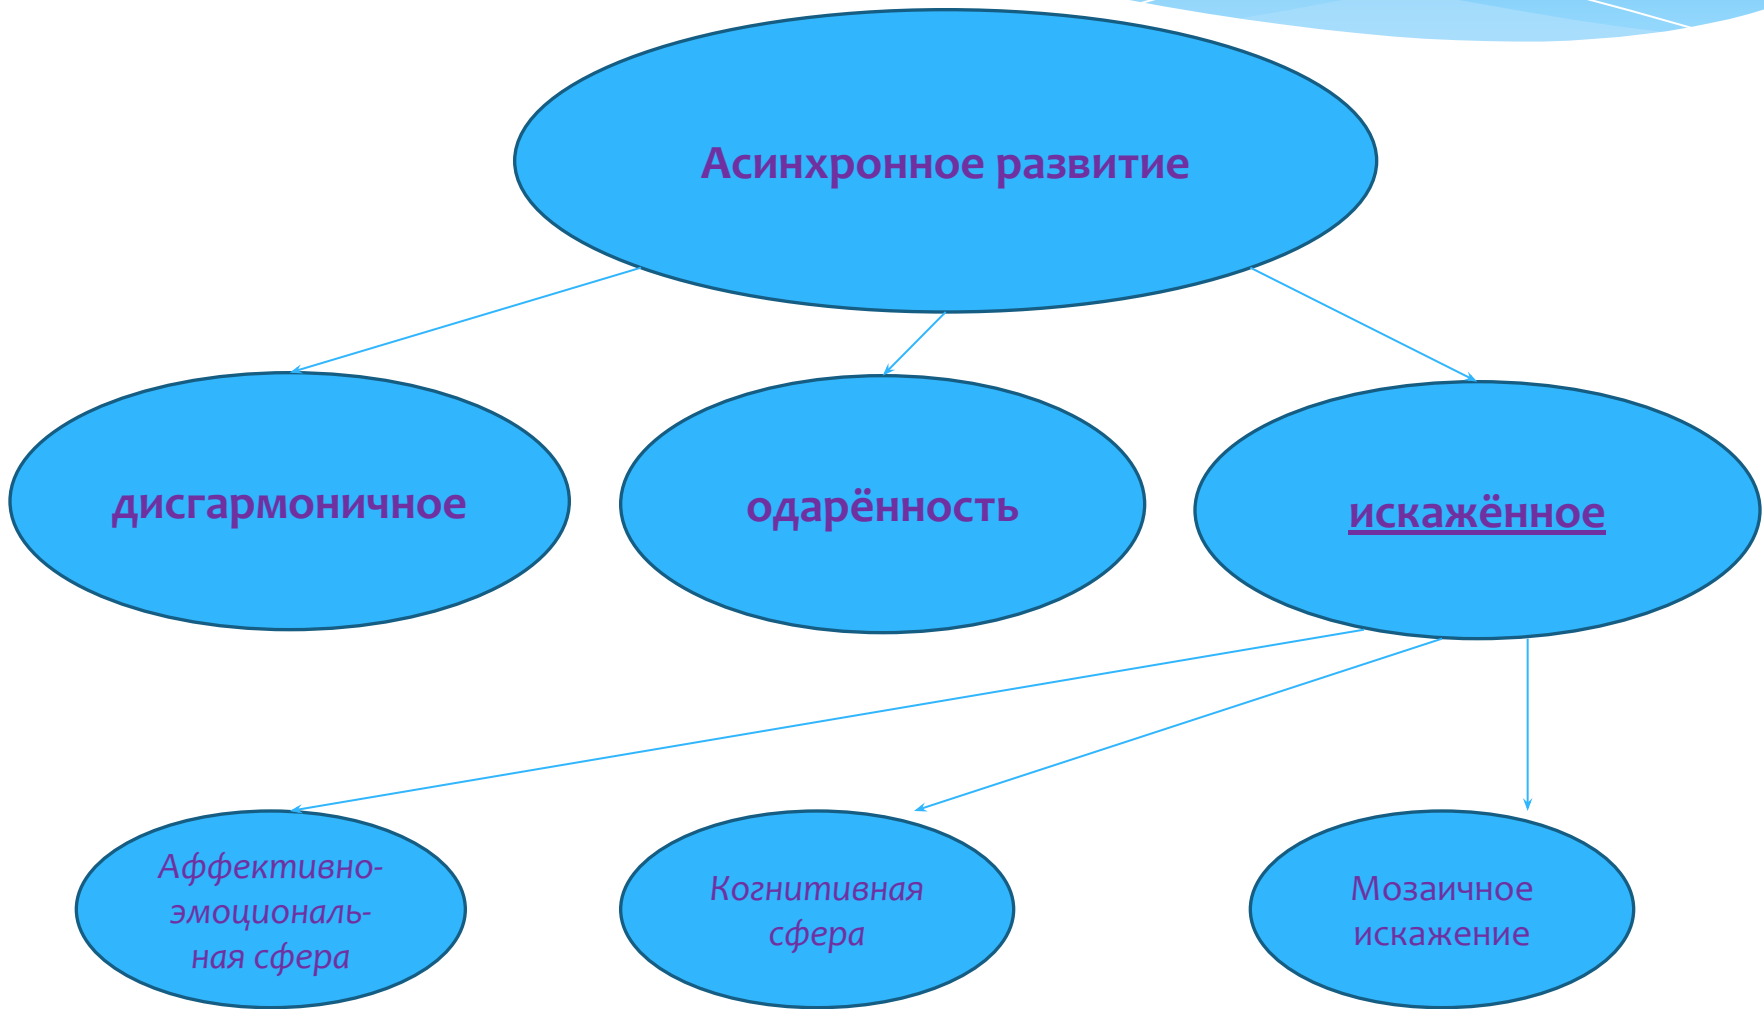 Асинхронное развитие
дисгармоничное
одарённость
искажённое
Аффективно-
эмоциональ-
ная сфера
Когнитивная
сфера
Мозаичное
искажение